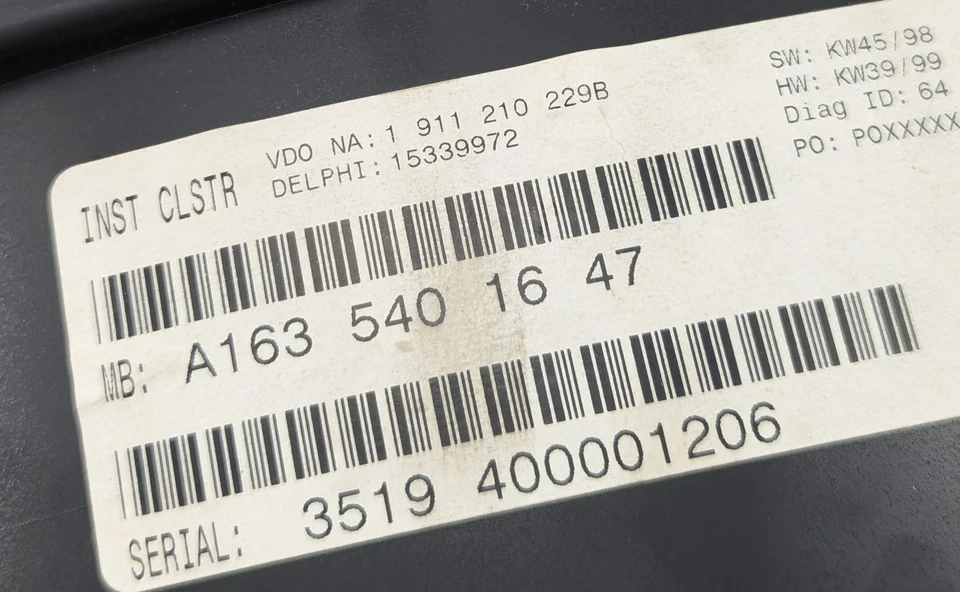 INST CLSTR
VDO NA: 1 911 210 229B
DELPHI: 15339972
SW: KW45/98
HW: KW39/99
Diag ID: 64
PO: POXXXXX
MB: A163 540 16 47
SERIAL: 3519 400001206